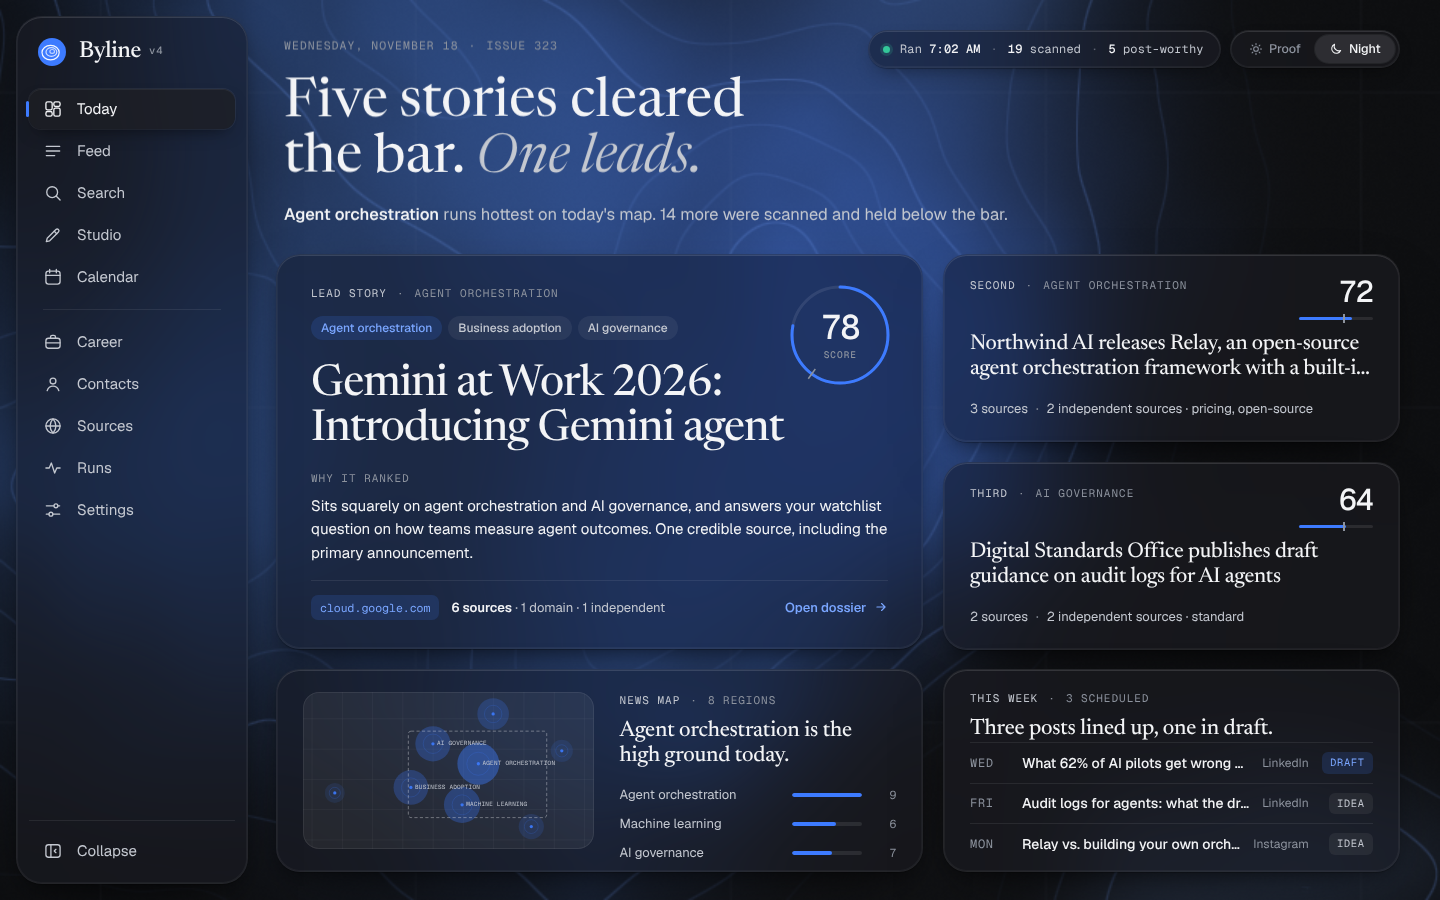 Byline v4
Today
Feed
Search
Studio
Calendar
Career
Contacts
Sources
Runs
Settings
Collapse
WEDNESDAY, NOVEMBER 18 · ISSUE 323
Ran 7:02 AM · 19 scanned · 5 post-worthy
Proof
Night
Five stories cleared
the bar. One leads.
Agent orchestration runs hottest on today's map. 14 more were scanned and held below the bar.
LEAD STORY · AGENT ORCHESTRATION
Agent orchestration
Business adoption
AI governance
78
SCORE
Gemini at Work 2026:
Introducing Gemini agent
WHY IT RANKED
Sits squarely on agent orchestration and AI governance, and answers your watchlist
question on how teams measure agent outcomes. One credible source, including the
primary announcement.
cloud.google.com
6 sources · 1 domain · 1 independent
Open dossier →
SECOND · AGENT ORCHESTRATION
72
Northwind AI releases Relay, an open-source
agent orchestration framework with a built-i...
3 sources · 2 independent sources · pricing, open-source
THIRD · AI GOVERNANCE
64
Digital Standards Office publishes draft
guidance on audit logs for AI agents
2 sources · 2 independent sources · standard
AI GOVERNANCE
AGENT ORCHESTRATION
BUSINESS ADOPTION
MACHINE LEARNING
NEWS MAP · 8 REGIONS
Agent orchestration is the
high ground today.
Agent orchestration 9
Machine learning 6
AI governance 7
THIS WEEK · 3 SCHEDULED
Three posts lined up, one in draft.
WED What 62% of AI pilots get wrong ... LinkedIn DRAFT
FRI Audit logs for agents: what the dr... LinkedIn IDEA
MON Relay vs. building your own orch... Instagram IDEA